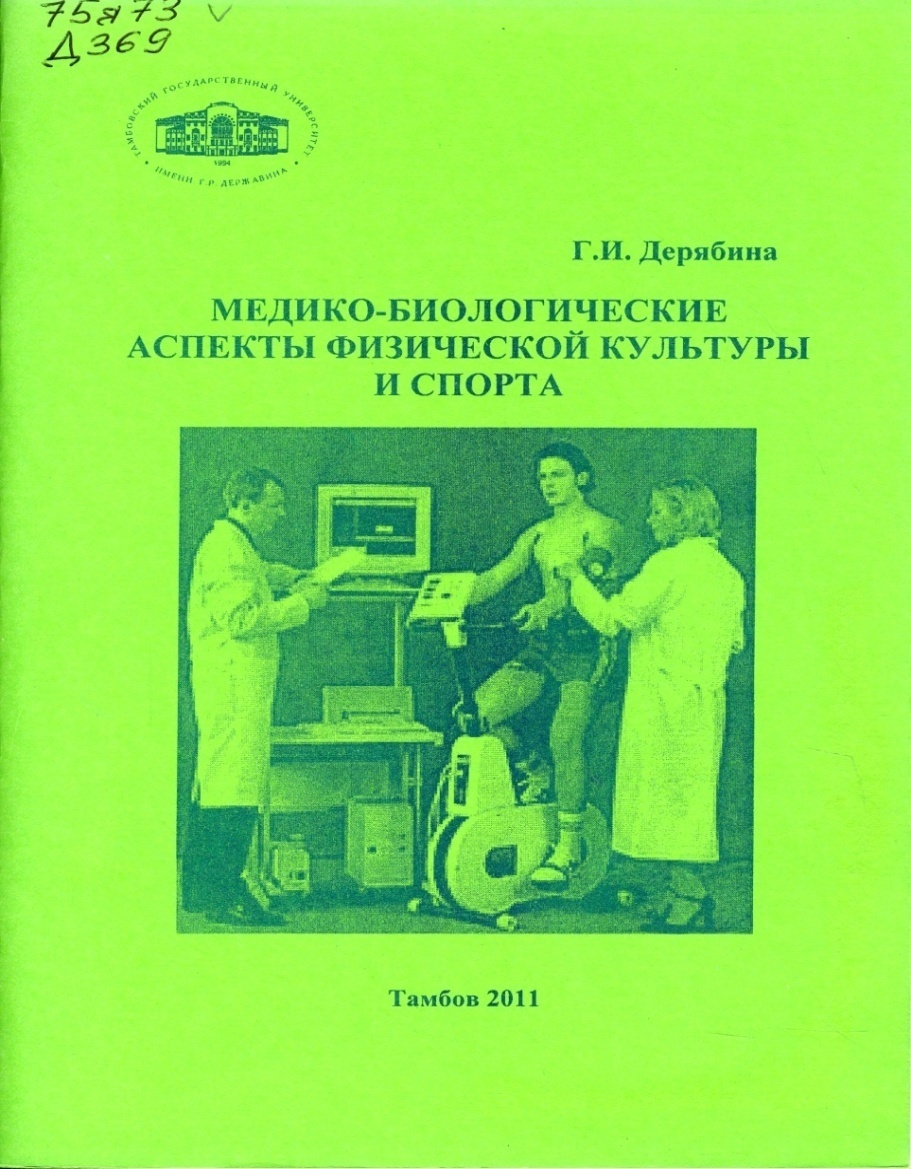 75я73
Д369
ТАМБОВСКИЙ ГОСУДАРСТВЕННЫЙ УНИВЕРСИТЕТ
1994
ИМЕНИ Г.Р. ДЕРЖАВИНА
Г.И. Дерябина
МЕДИКО-БИОЛОГИЧЕСКИЕ
АСПЕКТЫ ФИЗИЧЕСКОЙ КУЛЬТУРЫ
И СПОРТА
Тамбов 2011